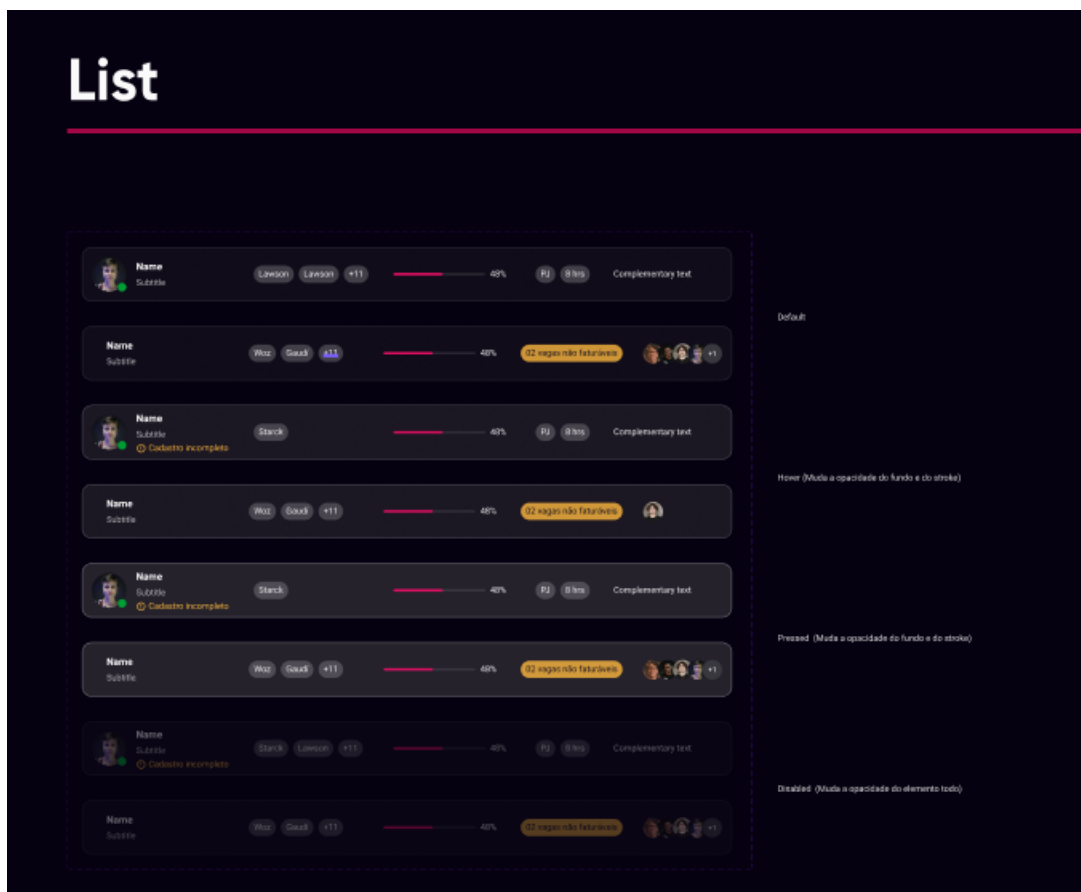 List
Name
Subtitle
Lawson Lawson +11 48% PJ 8 hrs Complementary text
Default
Name
Subtitle
Woz Gaudí +11 48% 02 vagas não faturáveis +1
Name
Subtitle
Cadastro incompleto
Starck 48% PJ 8 hrs Complementary text
Hover (Muda a opacidade do fundo e do stroke)
Name
Subtitle
Woz Gaudí +11 48% 02 vagas não faturáveis
Name
Subtitle
Cadastro incompleto
Starck 48% PJ 8 hrs Complementary text
Pressed (Muda a opacidade do fundo e do stroke)
Name
Subtitle
Woz Gaudí +11 48% 02 vagas não faturáveis +1
Name
Subtitle
Cadastro incompleto
Starck Lawson +11 48% PJ 8 hrs Complementary text
Disabled (Muda a opacidade do elemento todo)
Name
Subtitle
Woz Gaudí +11 48% 02 vagas não faturáveis +1